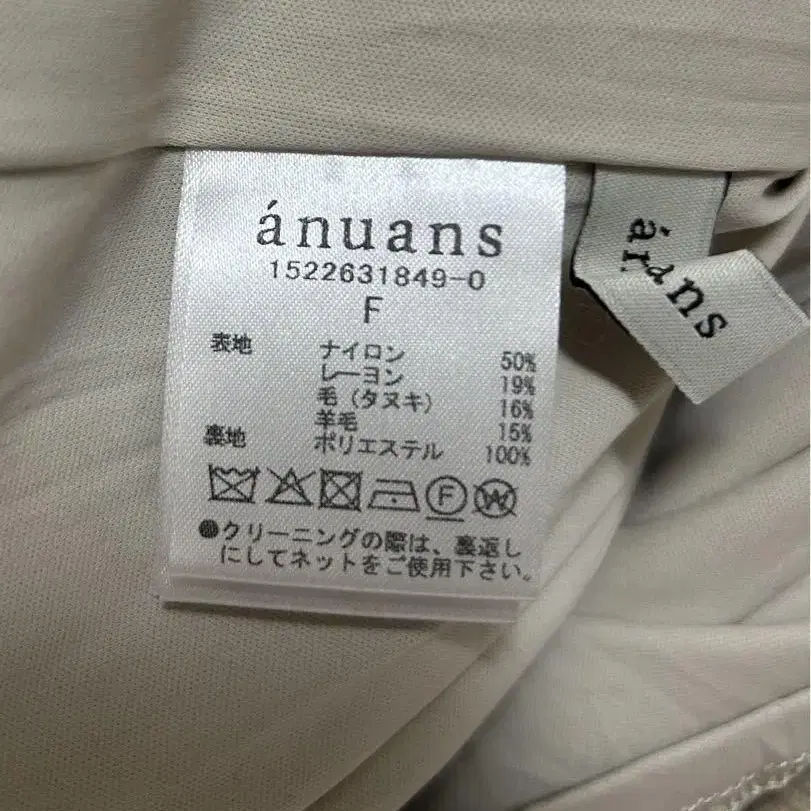 ánuans
1522631849-0
F
表地 ナイロン 50%
レーヨン 19%
毛(タヌキ) 16%
羊毛 15%
裏地 ポリエステル 100%
F W
●クリーニングの際は、裏返し
にしてネットをご使用下さい。